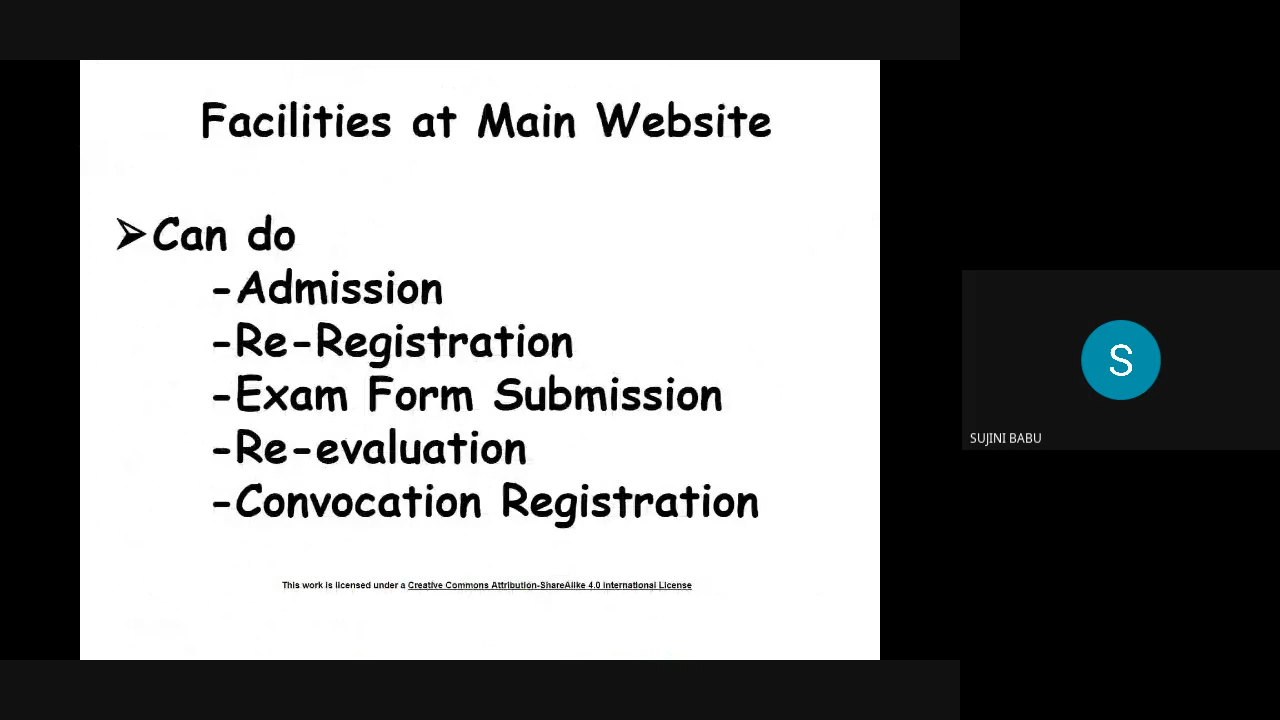 Facilities at Main Website
➢Can do
-Admission
-Re-Registration
-Exam Form Submission
-Re-evaluation
-Convocation Registration
This work is licensed under a Creative Commons Attribution-ShareAlike 4.0 International License
S
SUJINI BABU